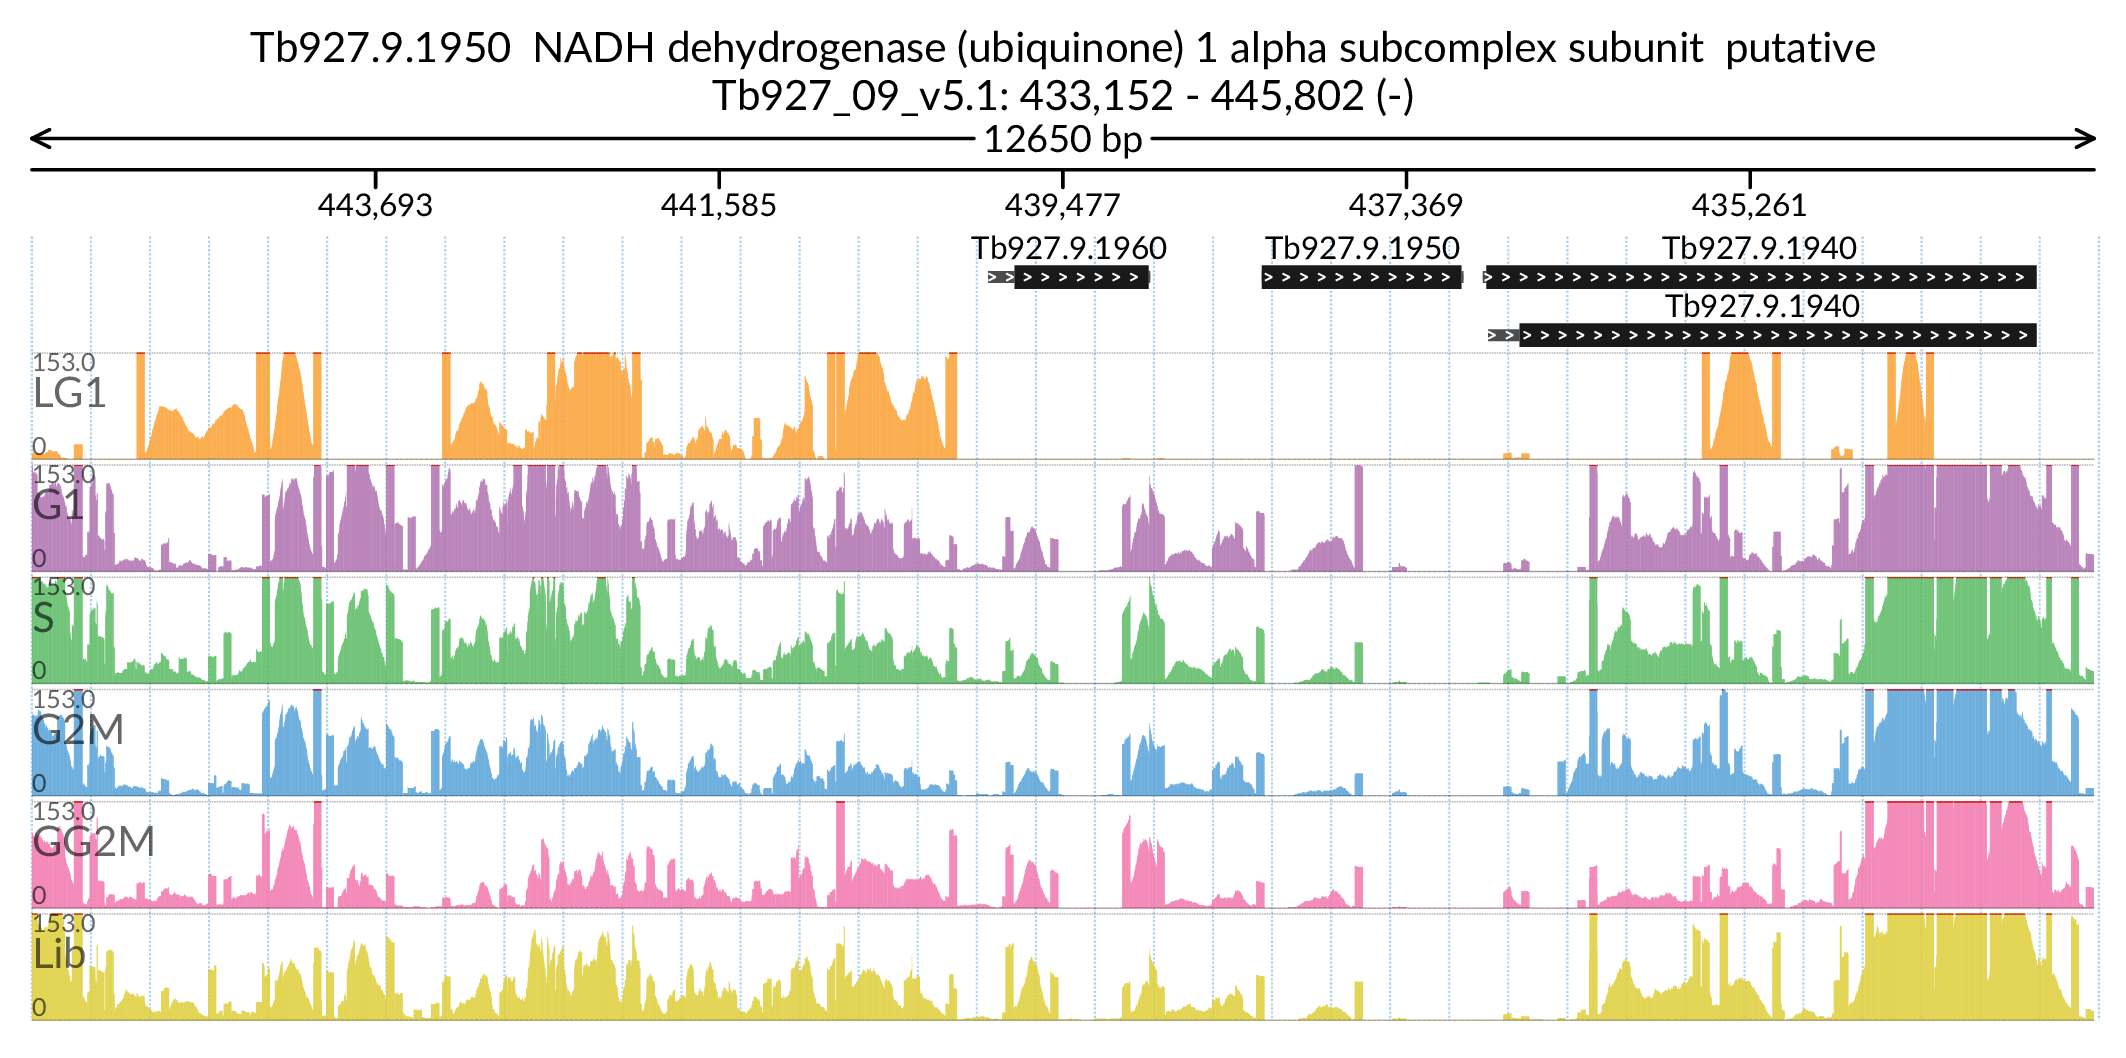 Tb927.9.1950  NADH dehydrogenase (ubiquinone) 1 alpha subcomplex subunit  putative
Tb927_09_v5.1: 433,152 - 445,802 (-)
12650 bp
443,693 441,585 439,477 437,369 435,261
Tb927.9.1960 Tb927.9.1950 Tb927.9.1940
Tb927.9.1940
153.0
LG1
0
153.0
G1
0
153.0
S
0
153.0
G2M
0
153.0
GG2M
0
153.0
Lib
0